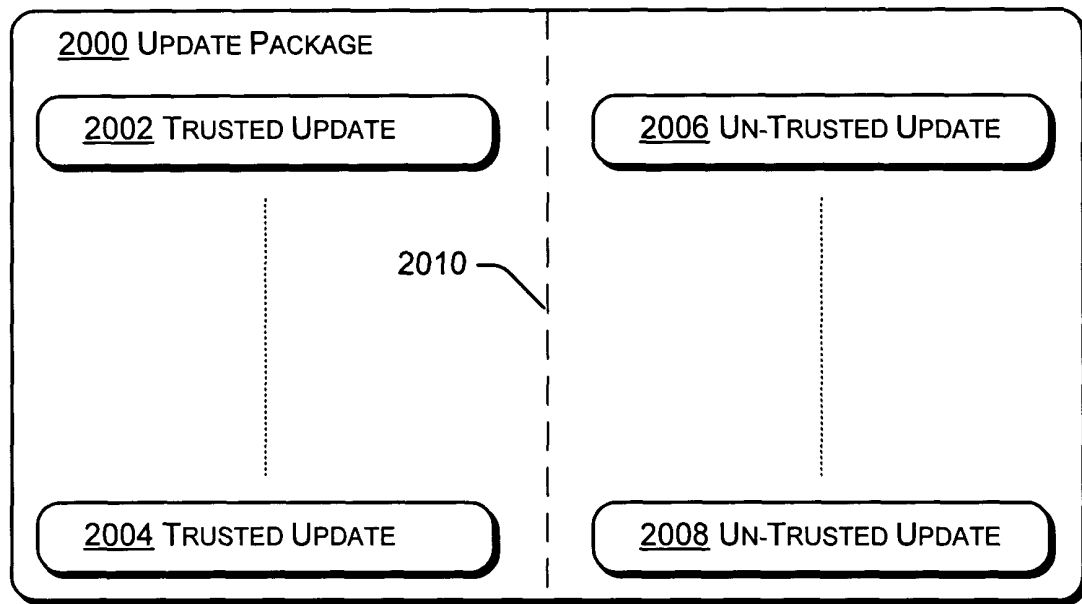 2000 UPDATE PACKAGE
2002 TRUSTED UPDATE
2006 UN-TRUSTED UPDATE
2010
2004 TRUSTED UPDATE
2008 UN-TRUSTED UPDATE